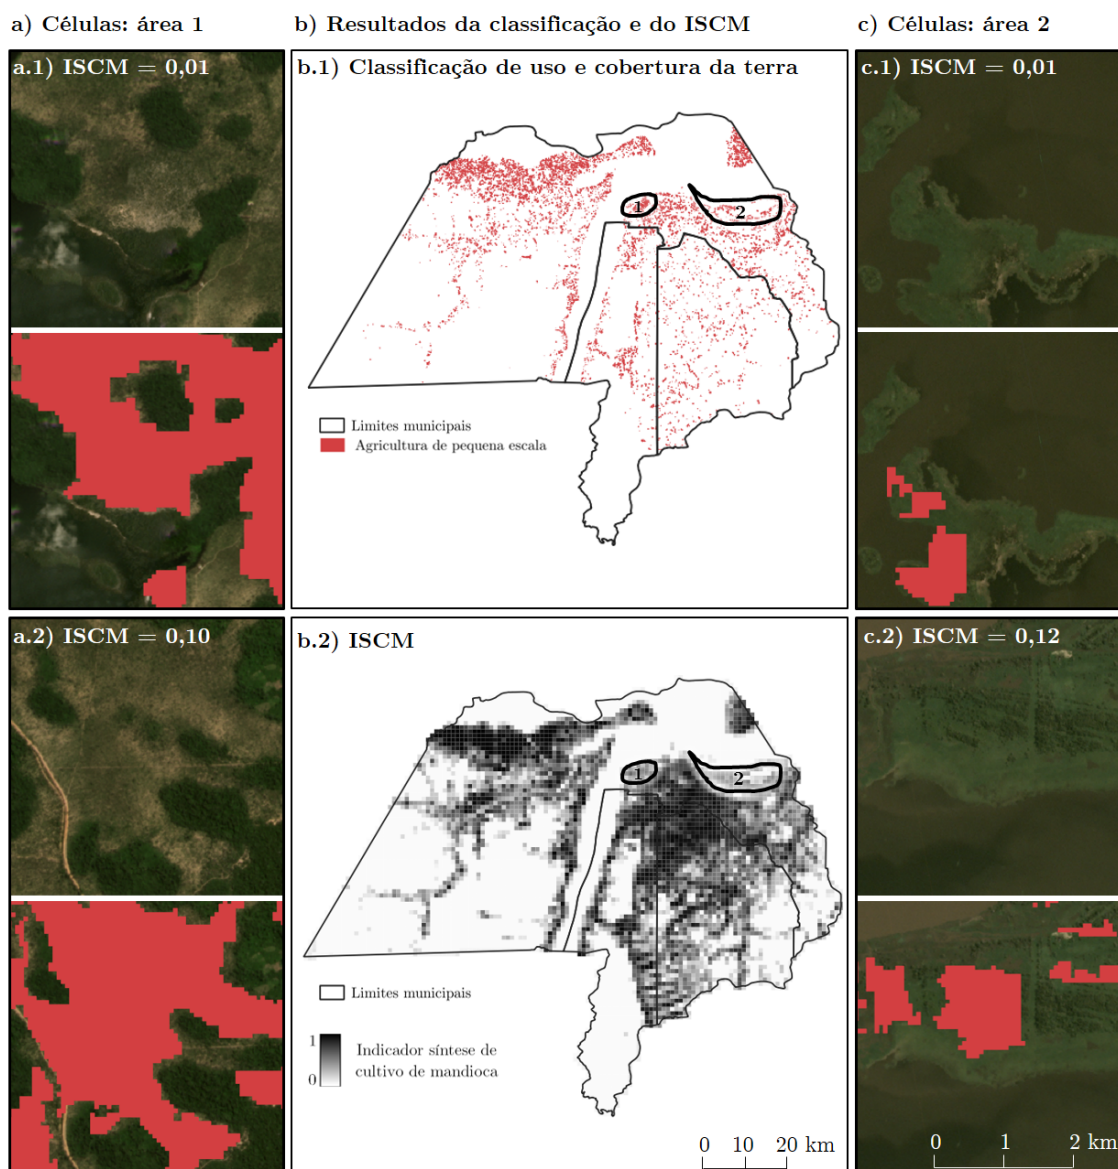 a) Células: área 1
b) Resultados da classificação e do ISCM
c) Células: área 2
a.1) ISCM = 0,01
b.1) Classificação de uso e cobertura da terra
c.1) ISCM = 0,01
1
2
Limites municipais
Agricultura de pequena escala
a.2) ISCM = 0,10
b.2) ISCM
c.2) ISCM = 0,12
1
2
Limites municipais
1
0
Indicador síntese de
cultivo de mandioca
0 10 20 km
0 1 2 km